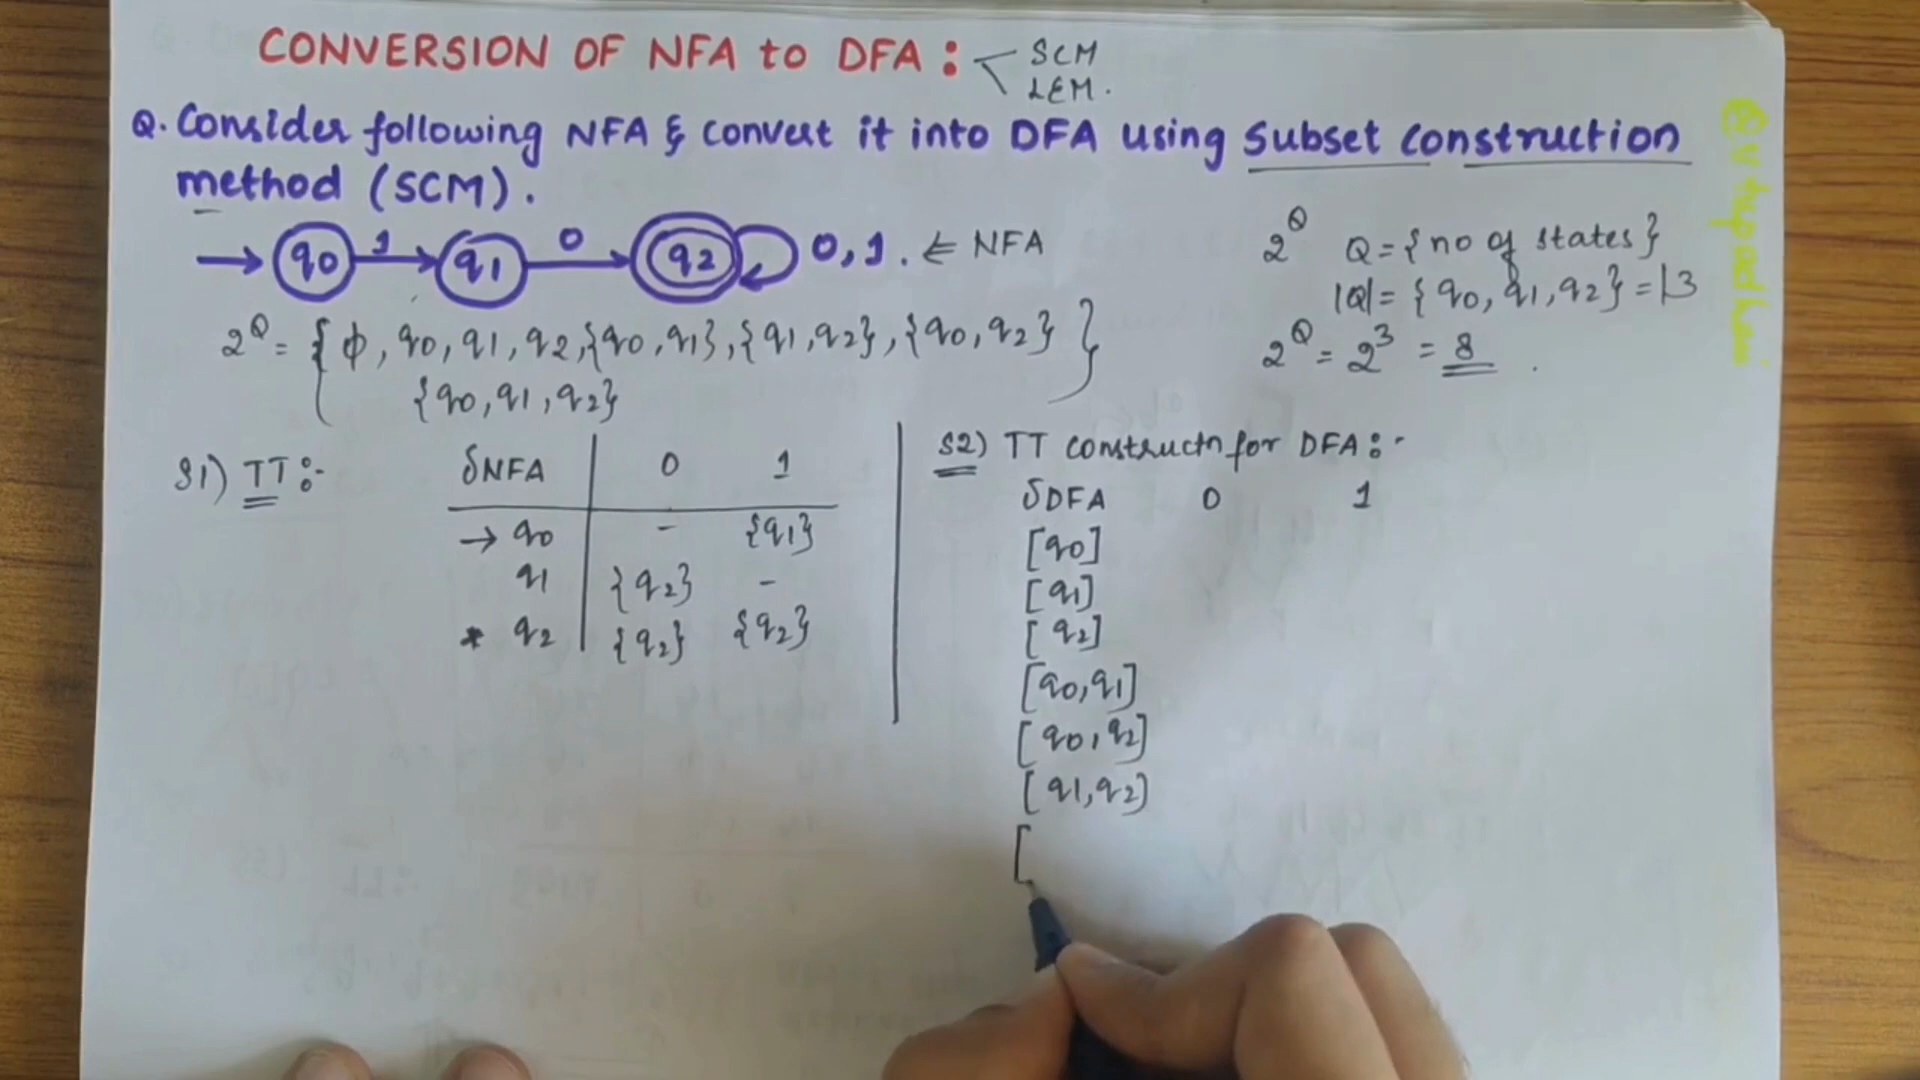 CONVERSION OF NFA to DFA :
SCM
LEM.
Q. Consider following NFA & convert it into DFA using Subset construction
method (SCM).
q0 1 q1 0 q2 0,1. ⇐ NFA
2^Q Q = {no of states}
|Q| = {q0, q1, q2} = |3
2^Q = 2^3 = 8
2^Q = { φ, q0, q1, q2, {q0, q1}, {q1, q2}, {q0, q2} }
{q0, q1, q2}
S1) TT :-
δNFA 0 1
→ q0 - {q1}
q1 {q2} -
* q2 {q2} {q2}
S2) TT constructn for DFA :-
δDFA 0 1
[q0]
[q1]
[q2]
[q0,q1]
[q0,q2]
[q1,q2]
[